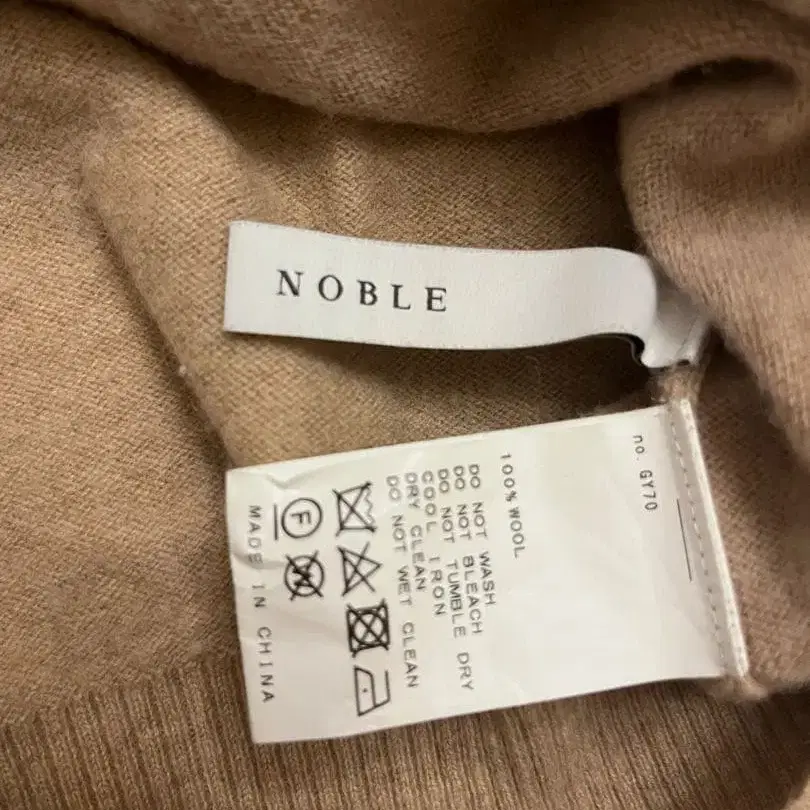 NOBLE
no. GY70
100% WOOL
DO NOT WASH
DO NOT BLEACH
DO NOT TUMBLE DRY
COOL IRON
DRY CLEAN
DO NOT WET CLEAN
F W
MADE IN CHINA